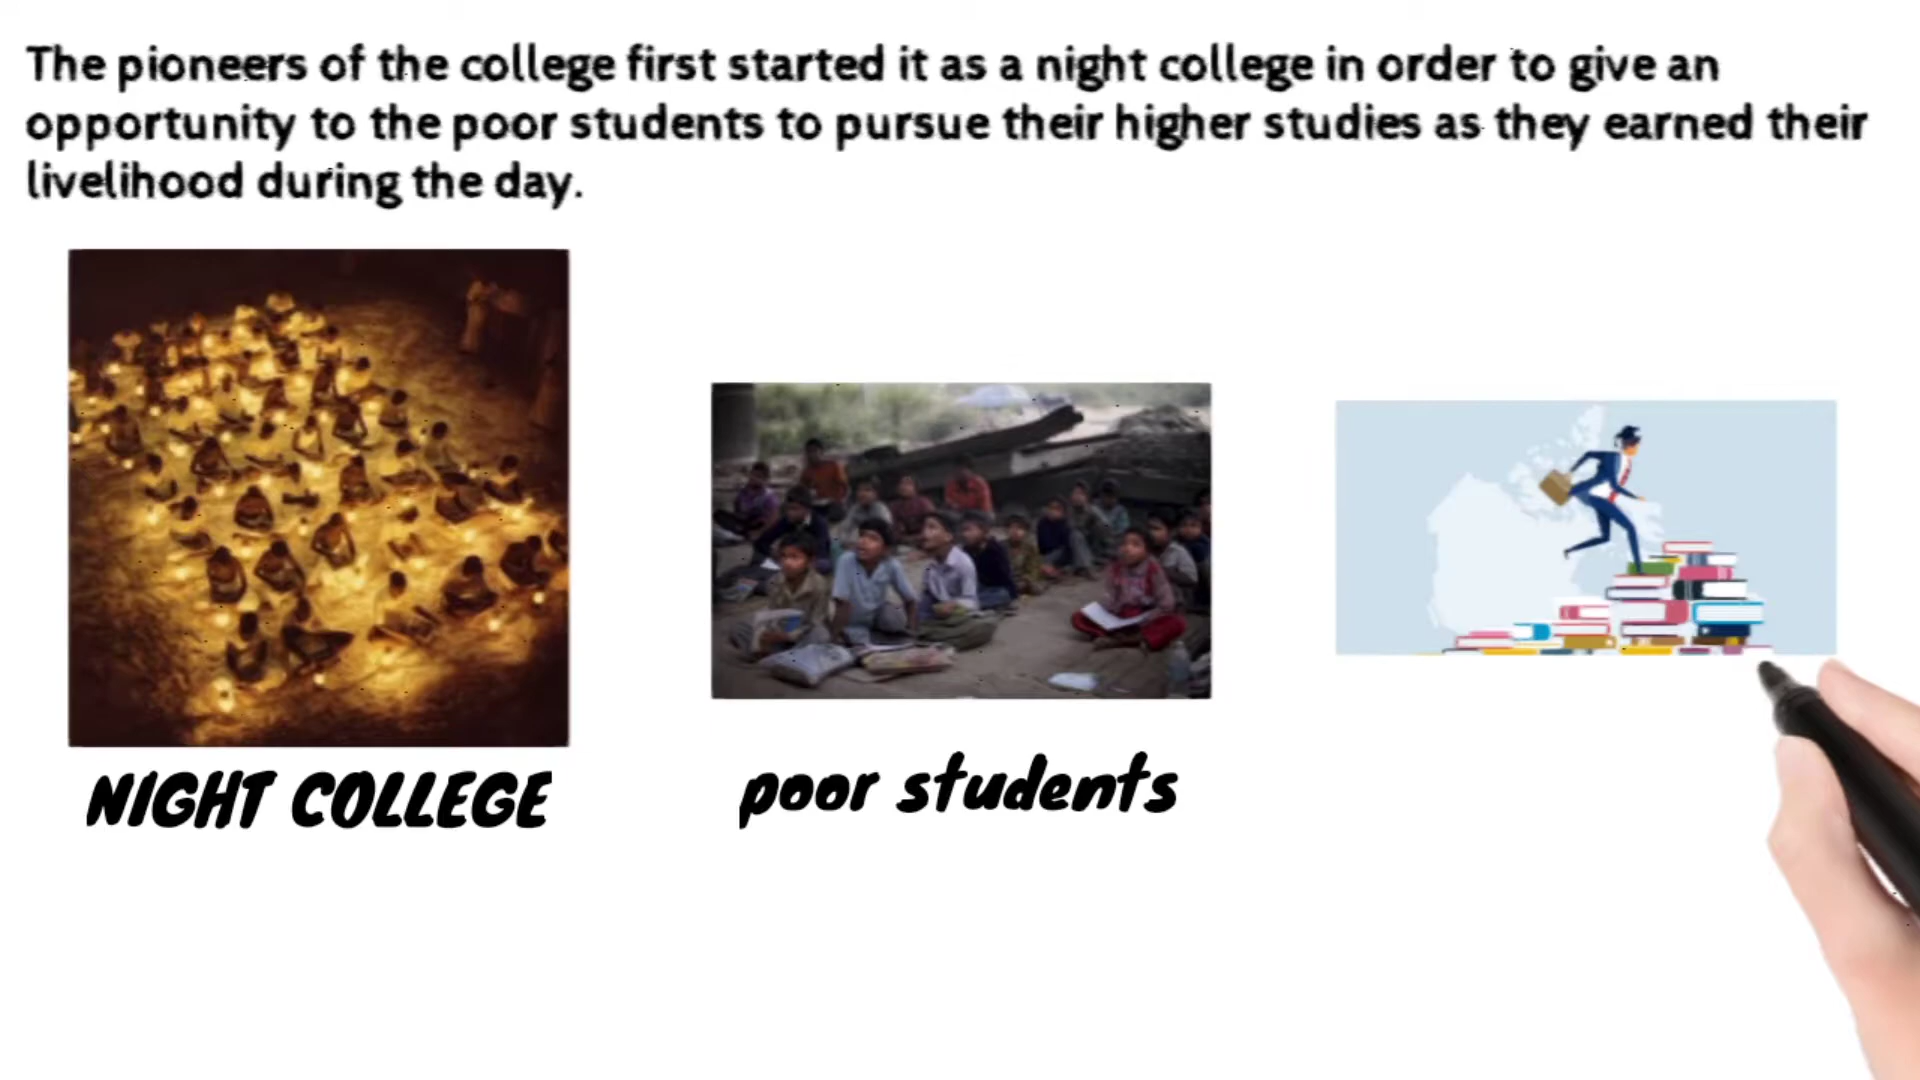 The pioneers of the college first started it as a night college in order to give an
opportunity to the poor students to pursue their higher studies as they earned their
livelihood during the day.
NIGHT COLLEGE
poor students